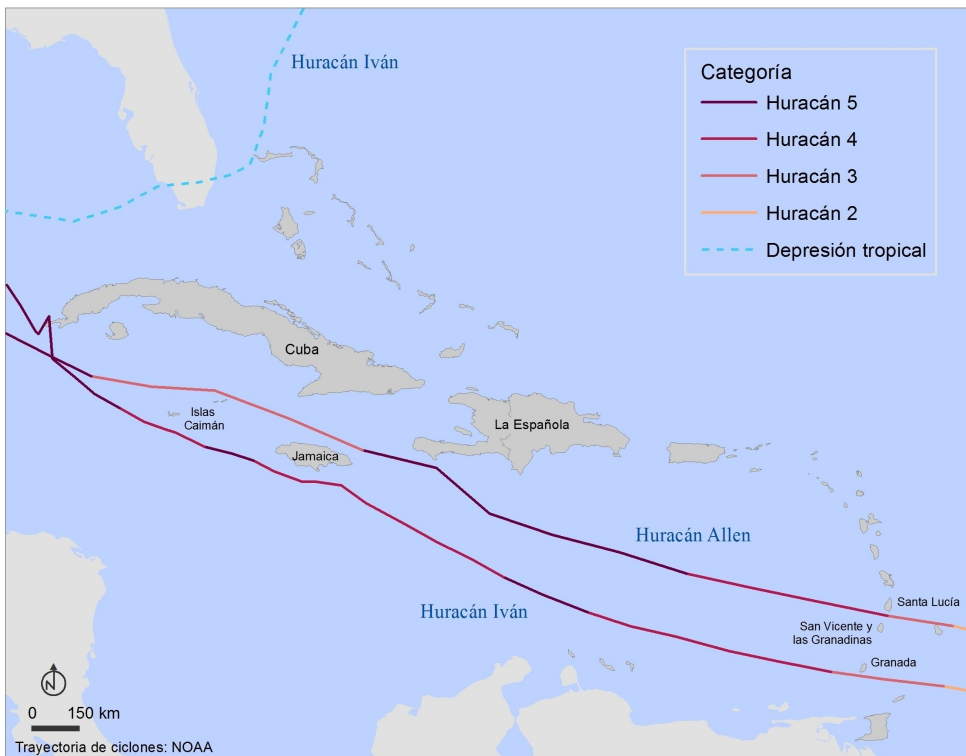 Huracán Iván
Categoría
Huracán 5
Huracán 4
Huracán 3
Huracán 2
Depresión tropical
Cuba
Islas
Caimán
Jamaica
La Española
Huracán Allen
Huracán Iván
Santa Lucía
San Vicente y
las Granadinas
Granada
N
0 150 km
Trayectoria de ciclones: NOAA